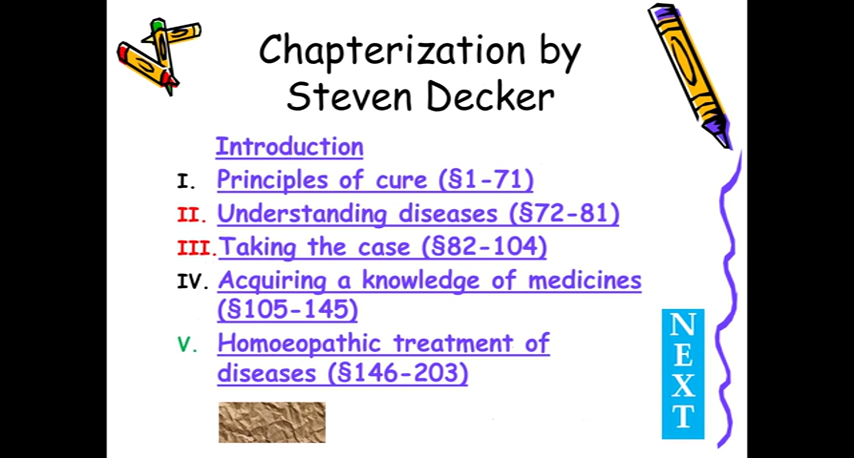 Chapterization by
Steven Decker
Introduction
I. Principles of cure (§1-71)
II. Understanding diseases (§72-81)
III. Taking the case (§82-104)
IV. Acquiring a knowledge of medicines
(§105-145)
V. Homoeopathic treatment of
diseases (§146-203)
NEXT